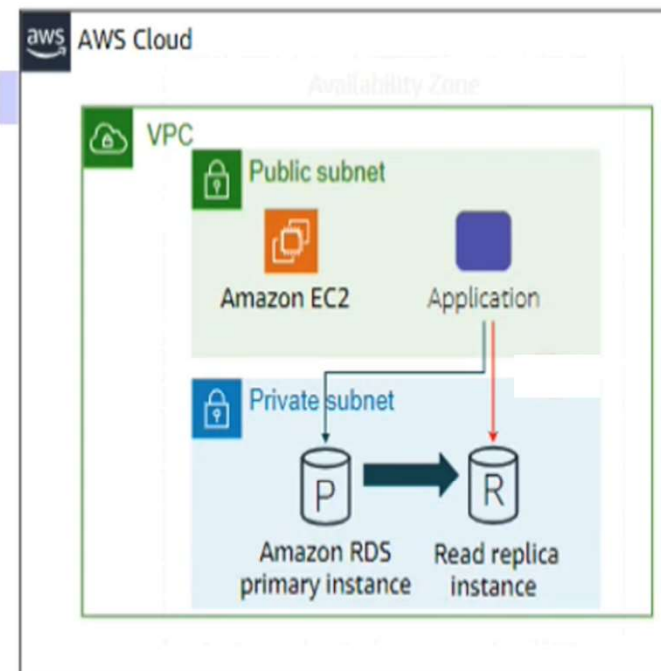 aws AWS Cloud
Availability Zone
VPC
Public subnet
Amazon EC2
Application
Private subnet
P
R
Amazon RDS
primary instance
Read replica
instance